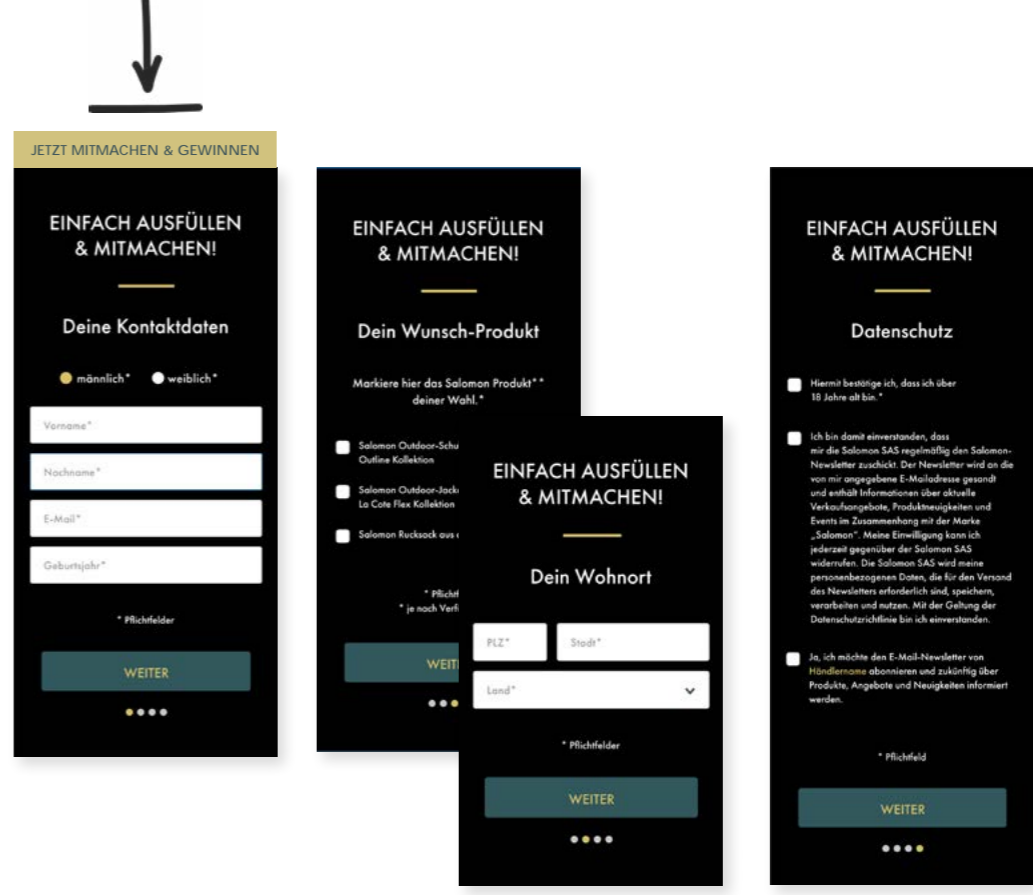 JETZT MITMACHEN & GEWINNEN
EINFACH AUSFÜLLEN
& MITMACHEN!
Deine Kontaktdaten
männlich*
weiblich*
Vorname*
Nachname*
E-Mail*
Geburtsjahr*
* Pflichtfelder
WEITER
EINFACH AUSFÜLLEN
& MITMACHEN!
Dein Wunsch-Produkt
Markiere hier das Salomon Produkt**
deiner Wahl.*
Salomon Outdoor-Schu
Outline Kollektion
Salomon Outdoor-Jack
La Cote Flex Kollektion
Salomon Rucksack aus
* Pflicht
* je nach Verf
WEIT
EINFACH AUSFÜLLEN
& MITMACHEN!
Dein Wohnort
PLZ*
Stadt*
Land*
* Pflichtfelder
WEITER
EINFACH AUSFÜLLEN
& MITMACHEN!
Datenschutz
Hiermit bestätige ich, dass ich über
18 Jahre alt bin.*
Ich bin damit einverstanden, dass
mir die Salomon SAS regelmäßig den Salomon-
Newsletter zuschickt. Der Newsletter wird an die
von mir angegebene E-Mailadresse gesandt
und enthält Informationen über aktuelle
Verkaufsangebote, Produktneuigkeiten und
Events im Zusammenhang mit der Marke
„Salomon". Meine Einwilligung kann ich
jederzeit gegenüber der Salomon SAS
widerrufen. Die Salomon SAS wird meine
personenbezogenen Daten, die für den Versand
des Newsletters erforderlich sind, speichern,
verarbeiten und nutzen. Mit der Geltung der
Datenschutzrichtlinie bin ich einverstanden.
Ja, ich möchte den E-Mail-Newsletter von
Händlername abonnieren und zukünftig über
Produkte, Angebote und Neuigkeiten informiert
werden.
* Pflichtfeld
WEITER